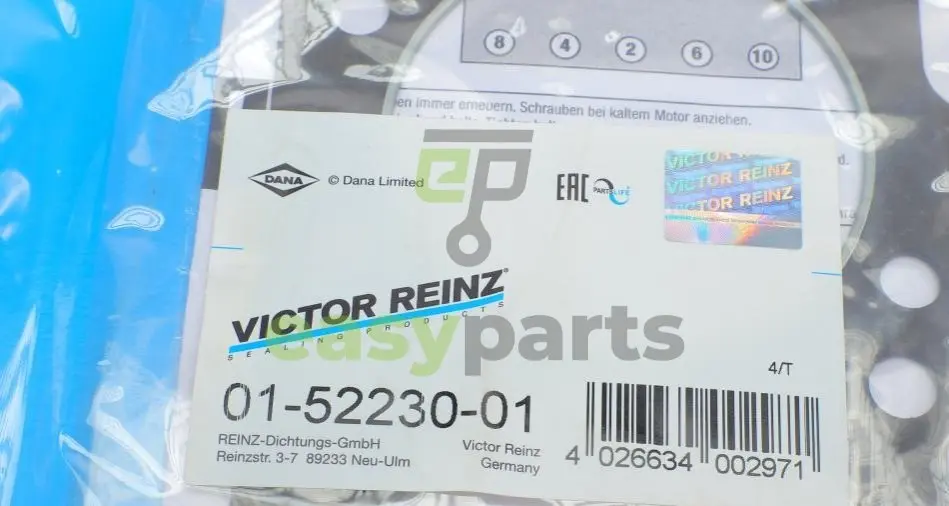 8 4 2 6 10
en immer erneuern. Schrauben bei kaltem Motor anziehen.
DANA © Dana Limited
EAC PARTSLIFE
VICTOR REINZ
VICTOR REINZ
VICTOR REINZ
d.
ep
VICTOR REINZ
SEALING PRODUCTS
easyparts
4/T
01-52230-01
REINZ-Dichtungs-GmbH
Reinzstr. 3-7 89233 Neu-Ulm
Victor Reinz
Germany
4 026634 002971